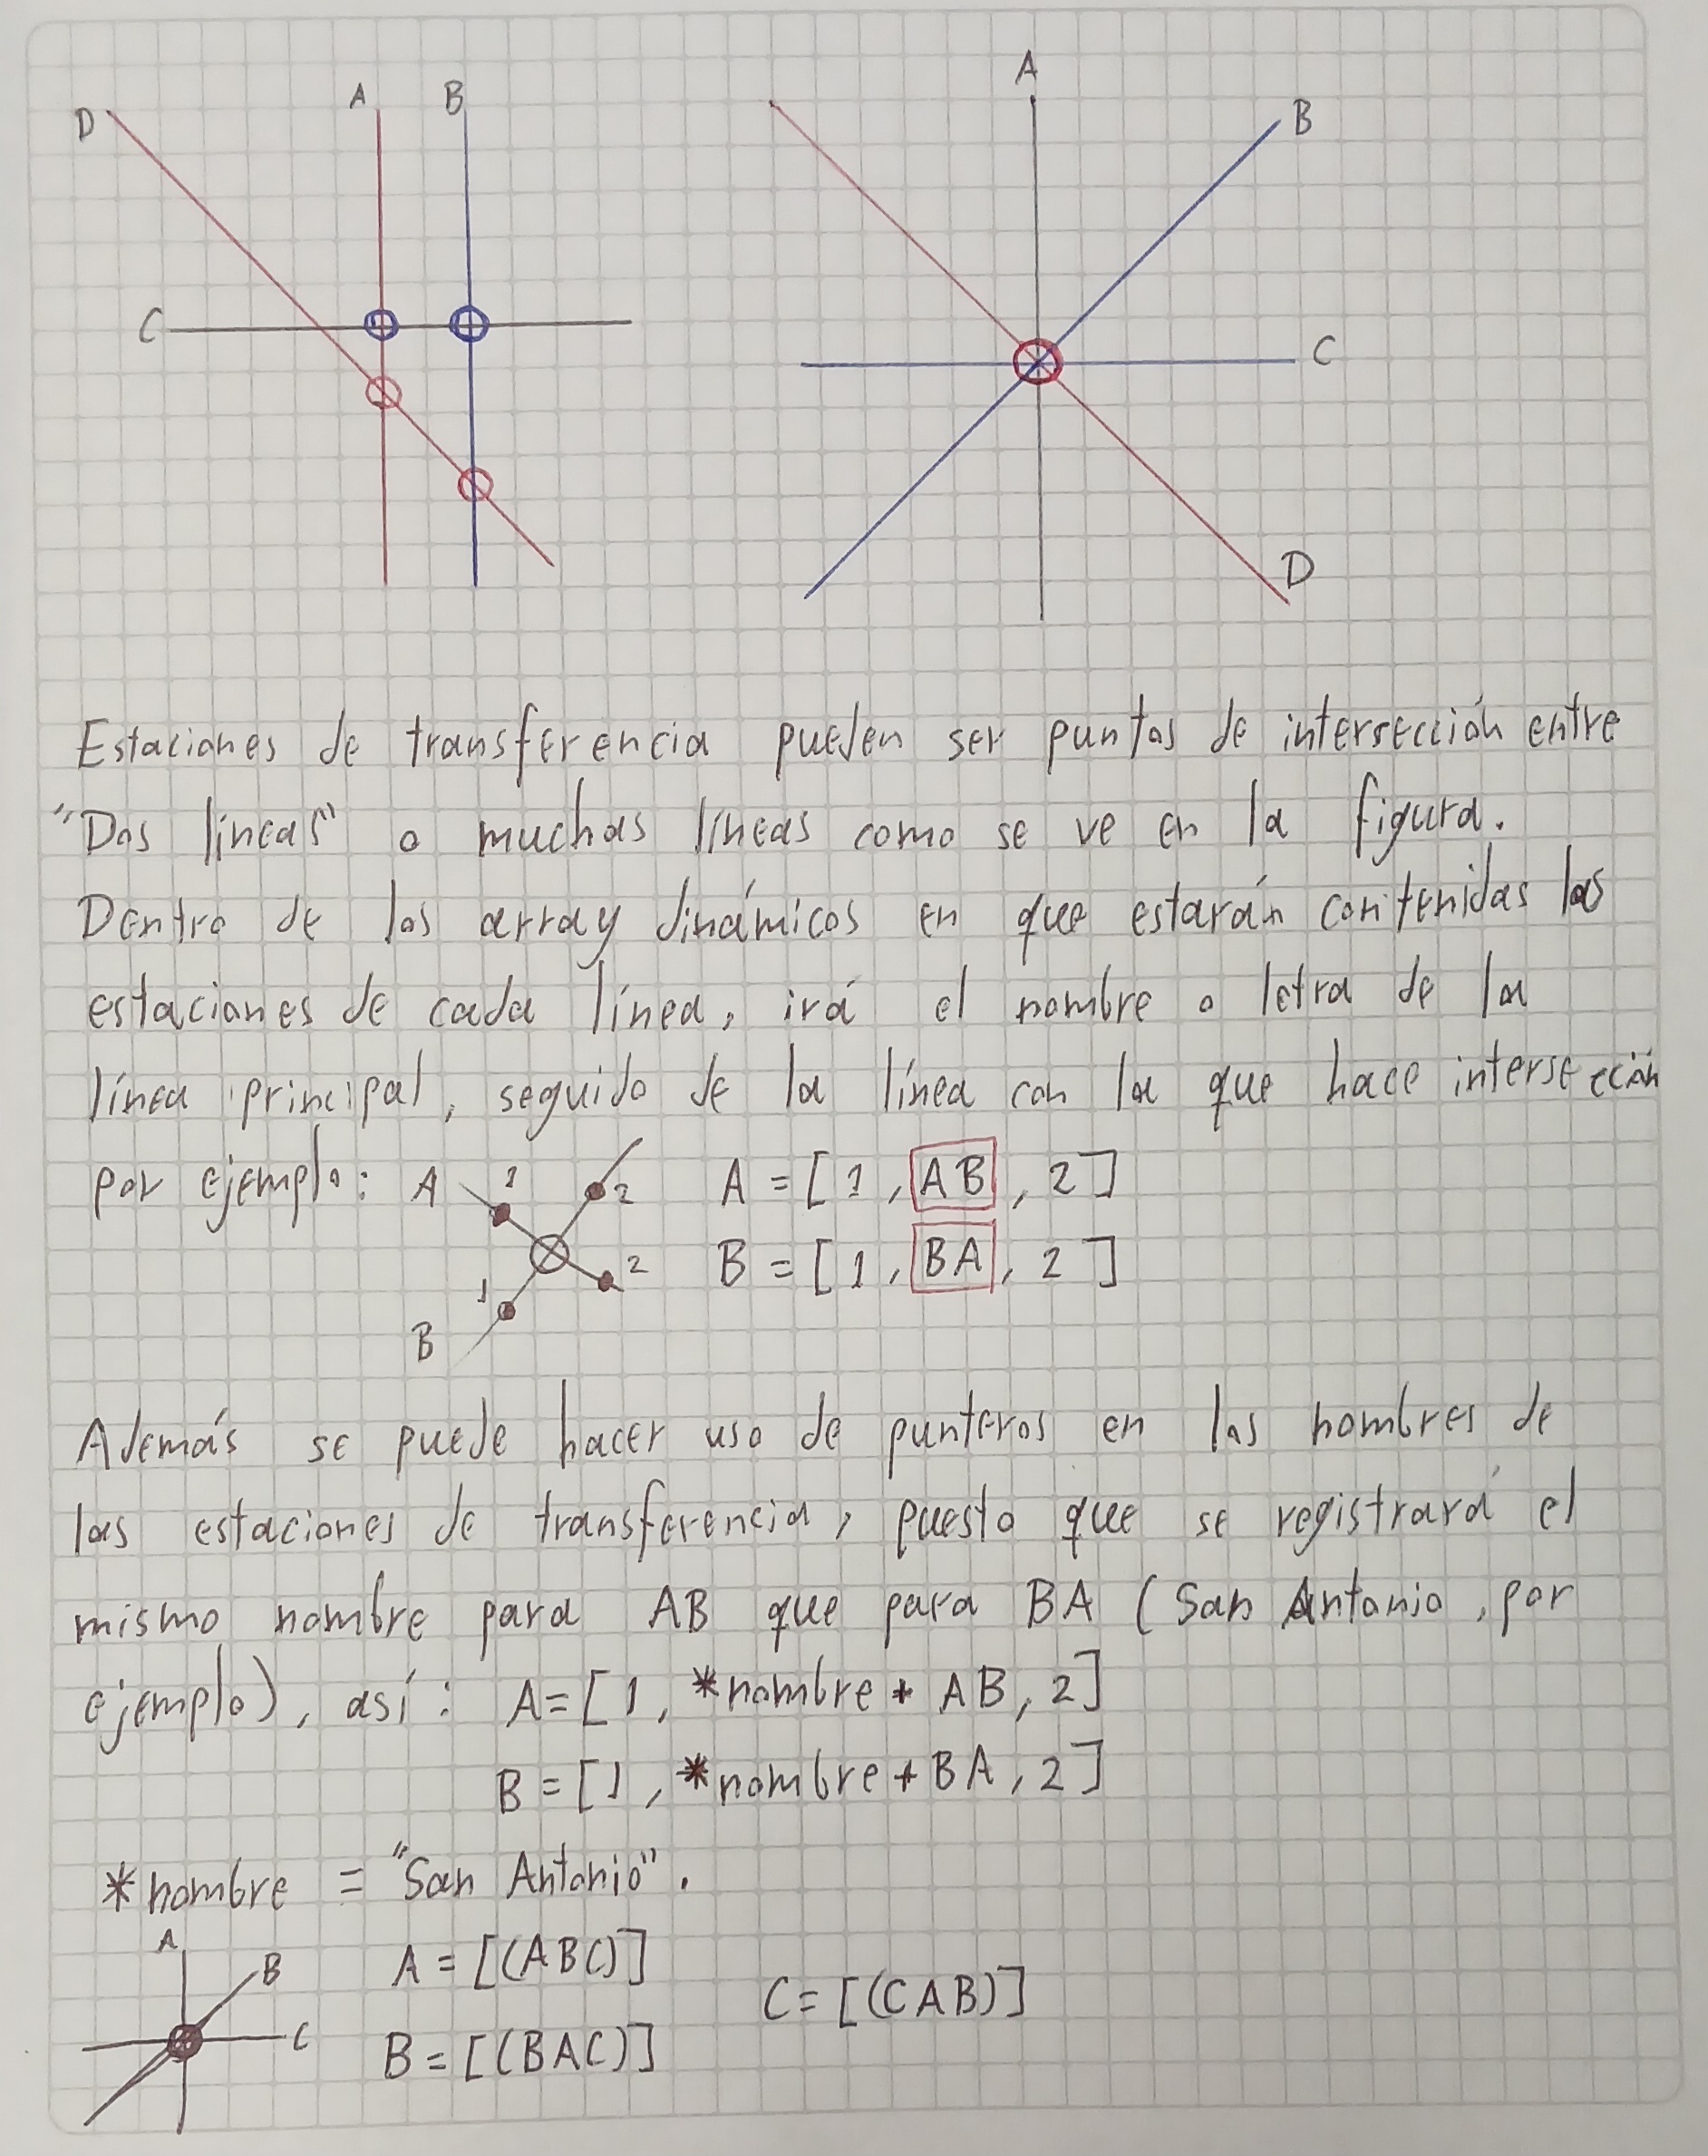 D
A
B
C
A
B
C
D
Estaciones de transferencia pueden ser puntos de intersección entre
"Dos líneas" o muchas líneas como se ve en la figura.
Dentro de los array dinámicos en que estarán contenidas las
estaciones de cada línea, irá el nombre o letra de la
línea principal, seguido de la línea con la que hace intersección
por ejemplo: A 1 2 A = [ 1 , AB , 2 ]
1 2 B = [ 1 , BA , 2 ]
B
Además se puede hacer uso de punteros en los nombres de
las estaciones de transferencia, puesto que se registrará el
mismo nombre para AB que para BA (San Antonio, por
ejemplo), así: A = [ 1, *nombre + AB, 2 ]
B = [ 1, *nombre + BA, 2 ]
*nombre = "San Antonio".
A
B
C
A = [(ABC)]
B = [(BAC)]
C = [(CAB)]